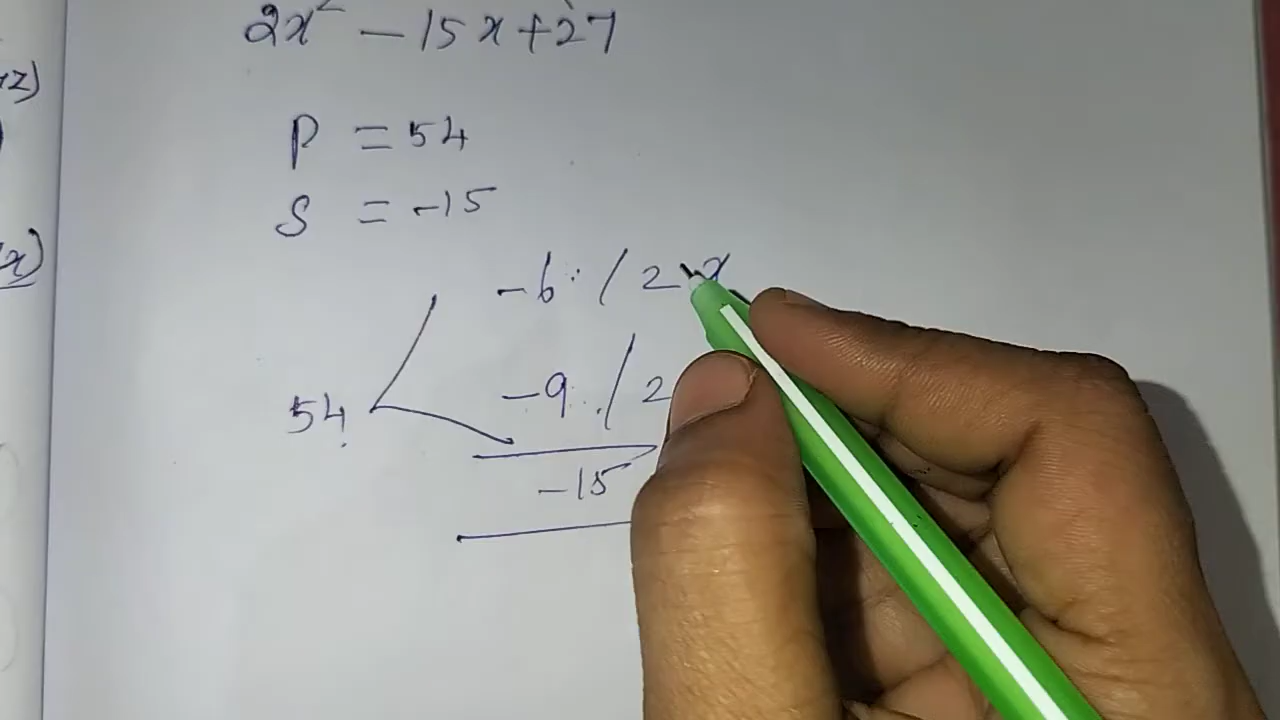 2x² - 15x + 27
z)
P = 54
S = -15
x)
-6 / 2 x
-9 / 2
54
-15